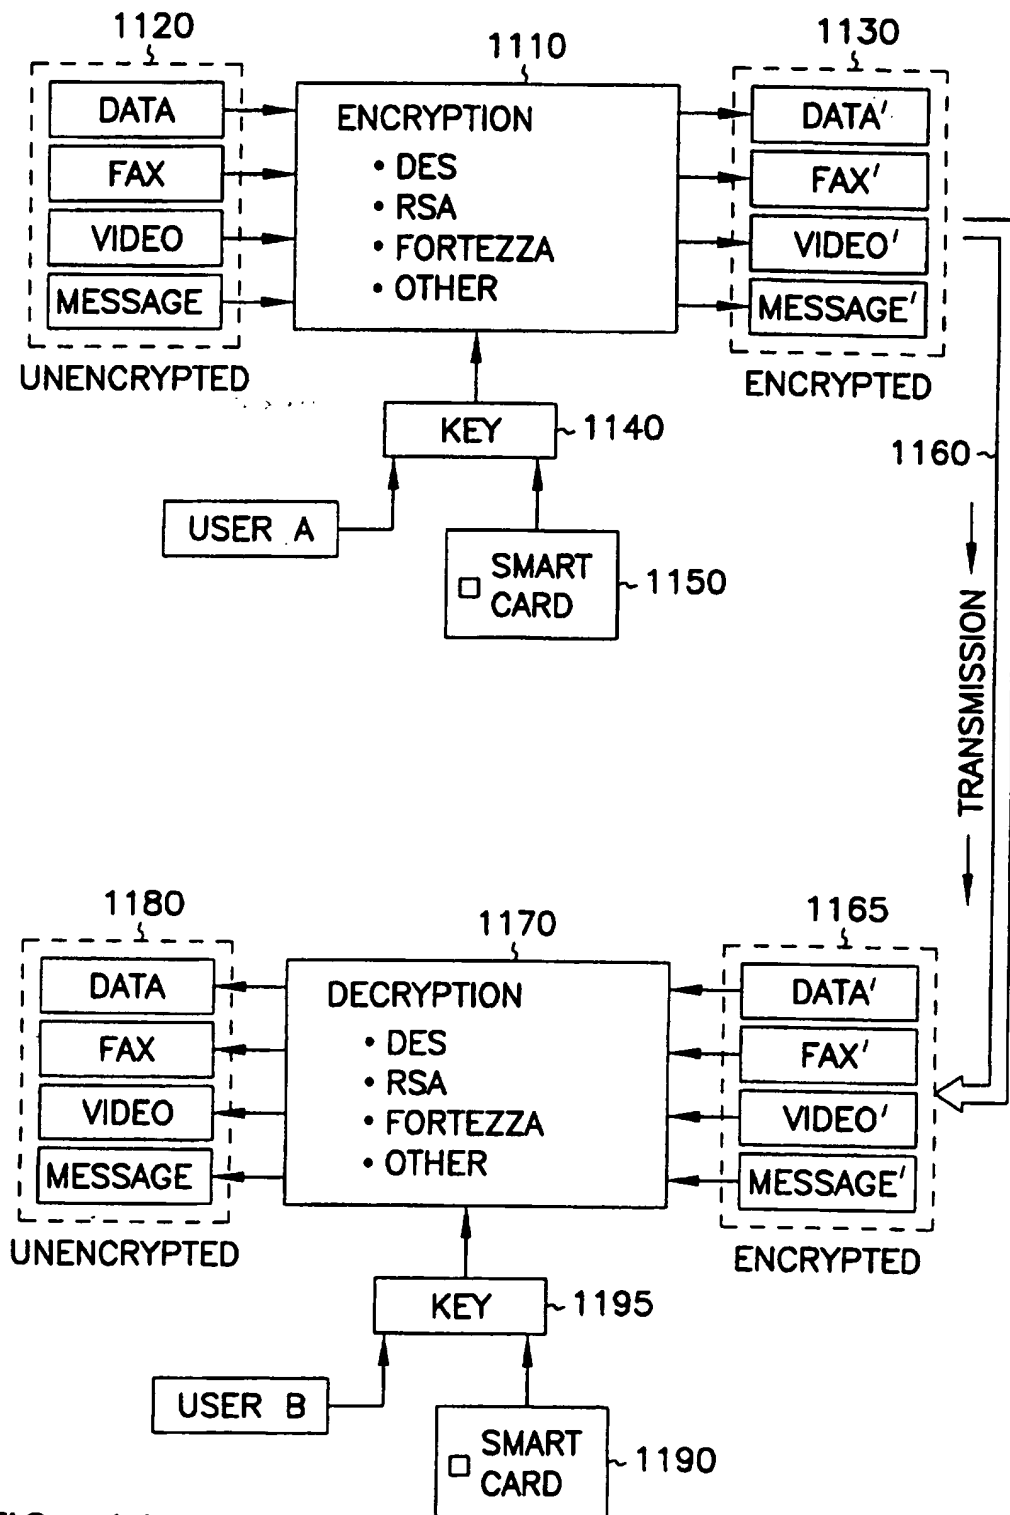 1120
1110
1130
DATA
FAX
VIDEO
MESSAGE
UNENCRYPTED
ENCRYPTION
• DES
• RSA
• FORTEZZA
• OTHER
DATA'
FAX'
VIDEO'
MESSAGE'
ENCRYPTED
KEY
1140
USER A
SMART
CARD
1150
1160
TRANSMISSION
1180
1170
1165
DATA
FAX
VIDEO
MESSAGE
UNENCRYPTED
DECRYPTION
• DES
• RSA
• FORTEZZA
• OTHER
DATA'
FAX'
VIDEO'
MESSAGE'
ENCRYPTED
KEY
1195
USER B
SMART
CARD
1190